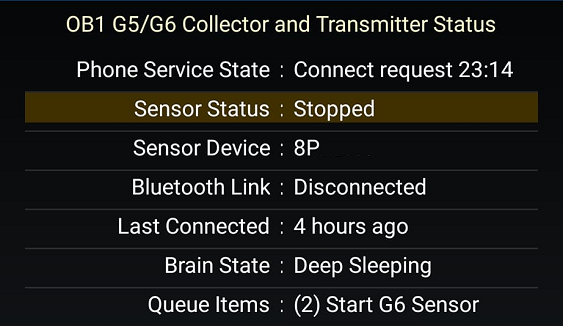 OB1 G5/G6 Collector and Transmitter Status
Phone Service State : Connect request 23:14
Sensor Status : Stopped
Sensor Device : 8P
Bluetooth Link : Disconnected
Last Connected : 4 hours ago
Brain State : Deep Sleeping
Queue Items : (2) Start G6 Sensor